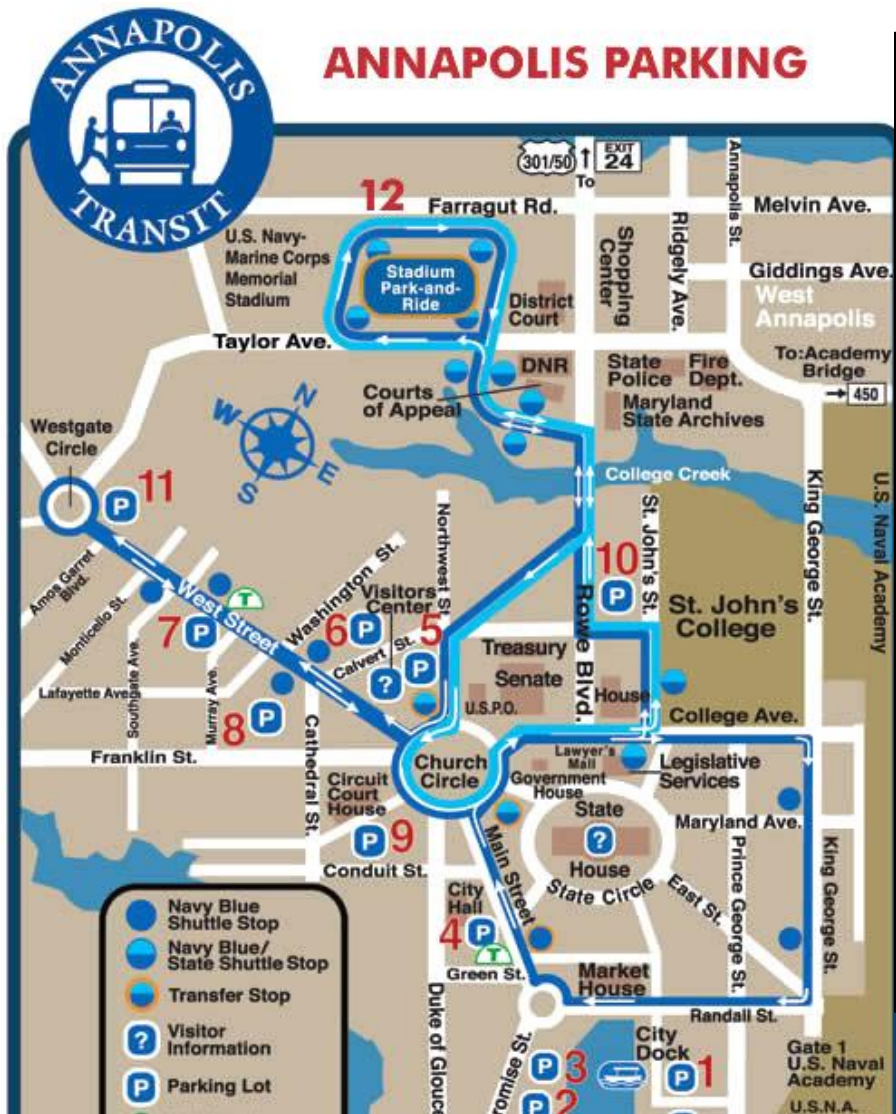 ANNAPOLIS
TRANSIT
ANNAPOLIS PARKING
301/50
To
EXIT
24
Annapolis St.
12
Farragut Rd.
Melvin Ave.
U.S. Navy-
Marine Corps
Memorial
Stadium
Stadium
Park-and-
Ride
Shopping
Center
Ridgely Ave.
Giddings Ave.
West
Annapolis
District
Court
Taylor Ave.
To:Academy
Bridge
450
DNR
State
Police
Fire
Dept.
Courts
of Appeal
Maryland
State Archives
Westgate
Circle
N
W
E
S
College Creek
King George St.
U.S. Naval Academy
11
P
Northwest St.
St. John's St.
Amos Garret
Blvd.
Monticello St.
West Street
T
Washington St.
Visitors
Center
10
P
Rowe Blvd.
St. John's
College
7
P
6
P
5
Calvert St.
P
?
Treasury
Senate
House
U.S.P.O.
Lafayette Ave.
Southgate Ave.
Murray Ave.
8
P
Cathedral St.
College Ave.
Franklin St.
Church
Circle
Lawyer's
Mall
Government
House
Legislative
Services
Circuit
Court
House
9
P
Conduit St.
Main Street
State
?
House
State Circle
Maryland Ave.
Prince George St.
King George St.
East St.
City
Hall
4
P
T
Green St.
Market
House
Randall St.
Duke of Glouc
romise St.
Navy Blue
Shuttle Stop
Navy Blue/
State Shuttle Stop
Transfer Stop
?
Visitor
Information
P
Parking Lot
P
3
P
2
City
Dock
P
1
Gate 1
U.S. Naval
Academy
U.S.N.A.